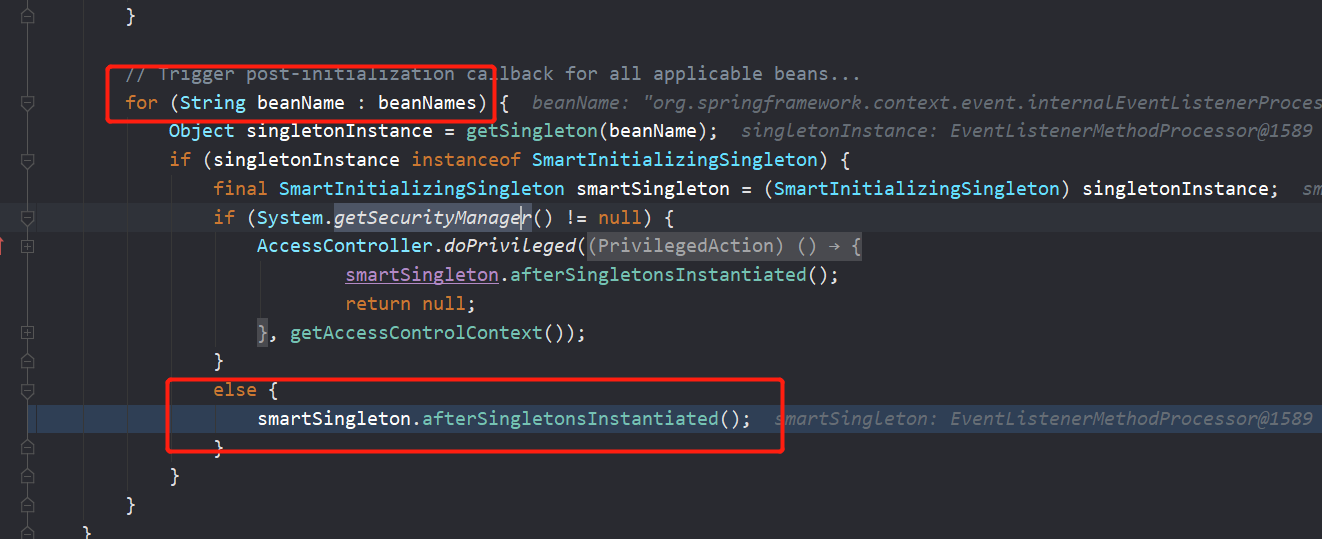 }
// Trigger post-initialization callback for all applicable beans...
for (String beanName : beanNames) { beanName: "org.springframework.context.event.internalEventListenerProces
Object singletonInstance = getSingleton(beanName); singletonInstance: EventListenerMethodProcessor@1589
if (singletonInstance instanceof SmartInitializingSingleton) {
final SmartInitializingSingleton smartSingleton = (SmartInitializingSingleton) singletonInstance; sm
if (System.getSecurityManager() != null) {
AccessController.doPrivileged((PrivilegedAction) () → {
smartSingleton.afterSingletonsInstantiated();
return null;
}, getAccessControlContext());
}
else {
smartSingleton.afterSingletonsInstantiated(); smartSingleton: EventListenerMethodProcessor@1589
}
}
}
}